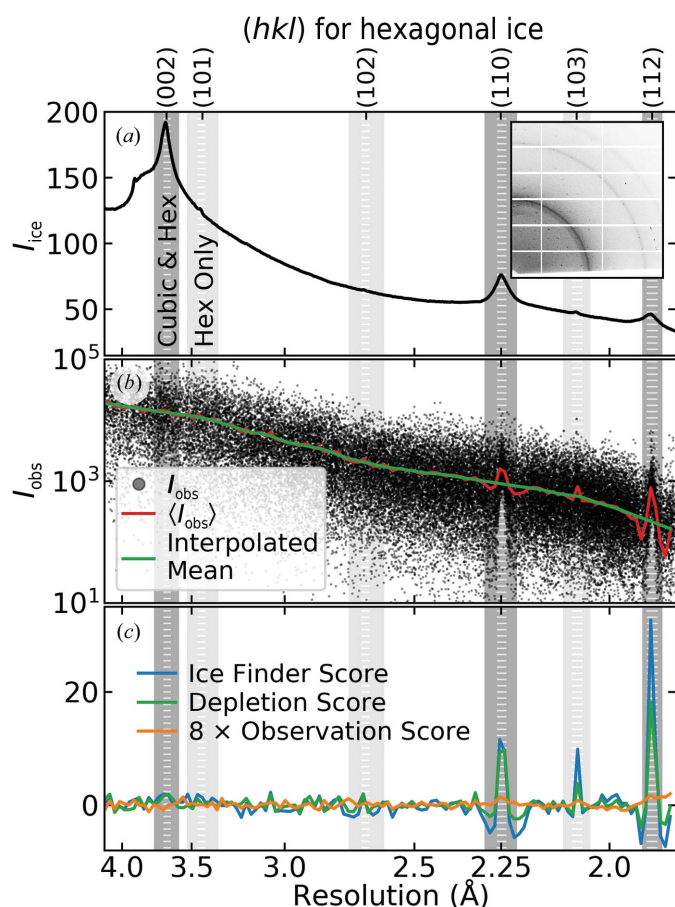 (hkl) for hexagonal ice
(002)
(101)
(102)
(110)
(103)
(112)
200
150
100
50
I_ice
(a)
Cubic & Hex
Hex Only
10^5
10^3
10^1
I_obs
(b)
I_obs
⟨I_obs⟩
Interpolated
Mean
(c)
Ice Finder Score
Depletion Score
8 × Observation Score
20
0
4.0 3.5 3.0 2.5 2.25 2.0
Resolution (Å)